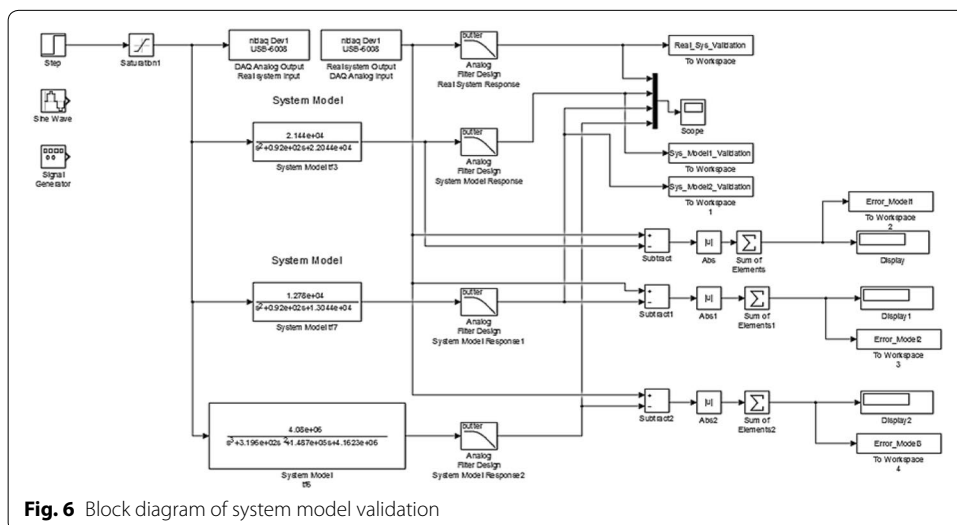 Step
Saturation1
nidaq Dev1
USB-6008
DAQ Analog Output
Real system Input
nidaq Dev1
USB-6008
Realsystem Output
DAQ Analog Input
butter
Analog
Filter Design
Real System Response
Real_Sys_Validation
To Workspace
Sine Wave
Signal
Generator
System Model
2.144e+04
s²+0.92e+02s+2.2044e+04
System Model tf3
butter
Analog
Filter Design
System Model Response
Scope
Sys_Model1_Validation
To Workspace
Sys_Model2_Validation
To Workspace
1
Error_Model1
To Workspace
2
+
−
Subtract
|u|
Abs
Σ
Sum of
Elements
Display
System Model
1.278e+04
s²+0.92e+02s+1.3044e+04
System Model tf7
butter
Analog
Filter Design
System Model Response1
+
−
Subtract1
|u|
Abs1
Σ
Sum of
Elements1
Display1
Error_Model2
To Workspace
3
4.08e+06
s³+3.196e+02s²+1.487e+05s+4.1623e+06
System Model
tf6
butter
Analog
Filter Design
System Model Response2
+
−
Subtract2
|u|
Abs2
Σ
Sum of
Elements2
Display2
Error_Model3
To Workspace
4
Fig. 6 Block diagram of system model validation